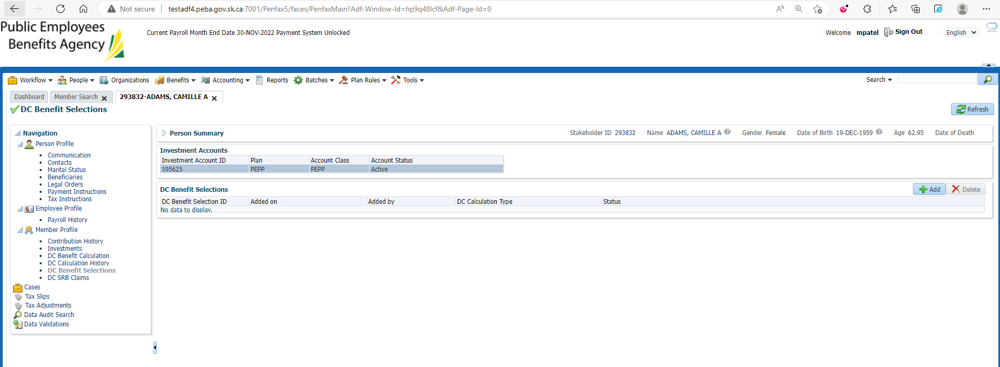 Not secure testadf4.peba.gov.sk.ca:7001/Penfax5/faces/PenfaxMain?Adf-Window-Id=hp9q48lcf&Adf-Page-Id=0
Public Employees
Benefits Agency
Current Payroll Month End Date 30-NOV-2022 Payment System Unlocked
Welcome mpatel Sign Out English
Workflow People Organizations Benefits Accounting Reports Batches Plan Rules Tools Search
Dashboard Member Search 293832-ADAMS, CAMILLE A
DC Benefit Selections
Refresh
Navigation
Person Profile
Communication
Contacts
Marital Status
Beneficiaries
Legal Orders
Payment Instructions
Tax Instructions
Employee Profile
Payroll History
Member Profile
Contribution History
Investments
DC Benefit Calculation
DC Calculation History
DC Benefit Selections
DC SRB Claims
Cases
Tax Slips
Tax Adjustments
Data Audit Search
Data Validations
Person Summary
Stakeholder ID 293832 Name ADAMS, CAMILLE A Gender Female Date of Birth 19-DEC-1959 Age 62.95 Date of Death
Investment Accounts
Investment Account ID Plan Account Class Account Status
195625 PEPP PEPP Active
DC Benefit Selections
Add Delete
DC Benefit Selection ID Added on Added by DC Calculation Type Status
No data to display.